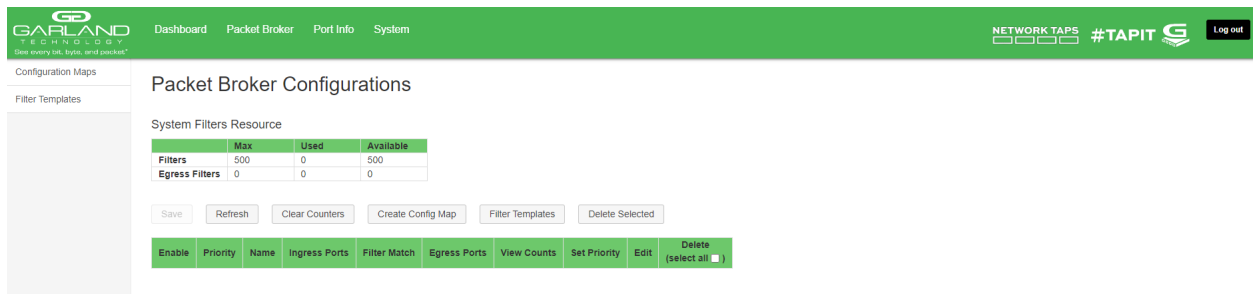 GARLAND
TECHNOLOGY
See every bit, byte, and packet®
Dashboard Packet Broker Port Info System
NETWORK TAPS
#TAPIT
Log out
Configuration Maps
Filter Templates
Packet Broker Configurations
System Filters Resource
Max Used Available
Filters 500 0 500
Egress Filters 0 0 0
Save Refresh Clear Counters Create Config Map Filter Templates Delete Selected
Enable Priority Name Ingress Ports Filter Match Egress Ports View Counts Set Priority Edit Delete
(select all )